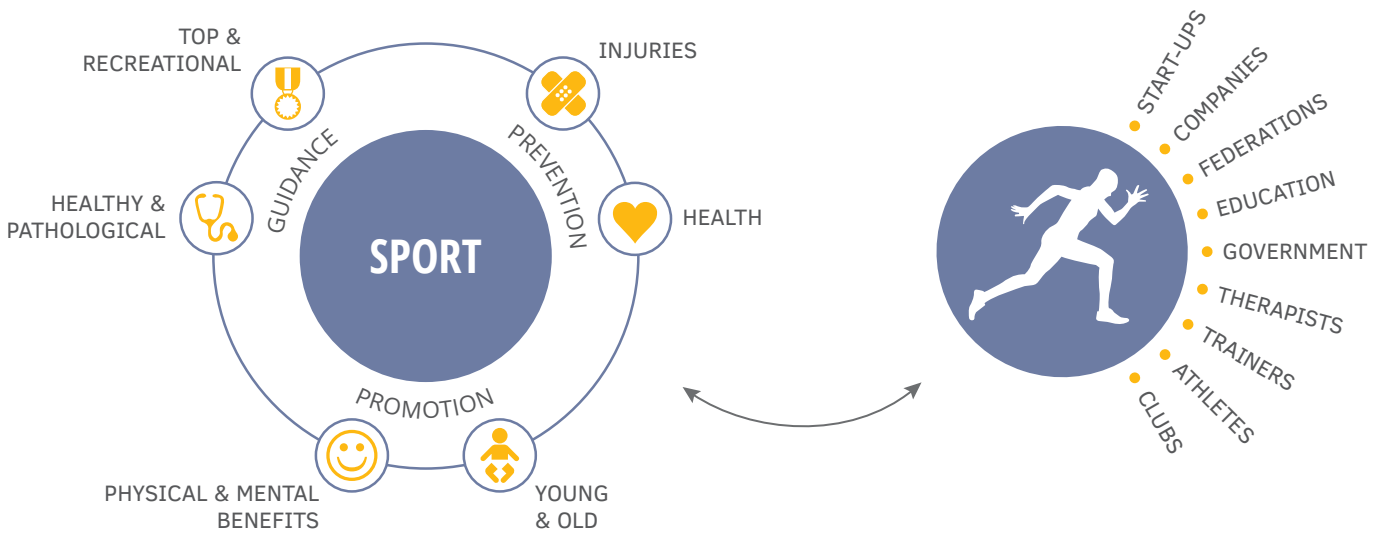 TOP &
RECREATIONAL
INJURIES
GUIDANCE
PREVENTION
HEALTHY &
PATHOLOGICAL
HEALTH
SPORT
PROMOTION
PHYSICAL & MENTAL
BENEFITS
YOUNG
& OLD
START-UPS
COMPANIES
FEDERATIONS
EDUCATION
GOVERNMENT
THERAPISTS
TRAINERS
ATHLETES
CLUBS